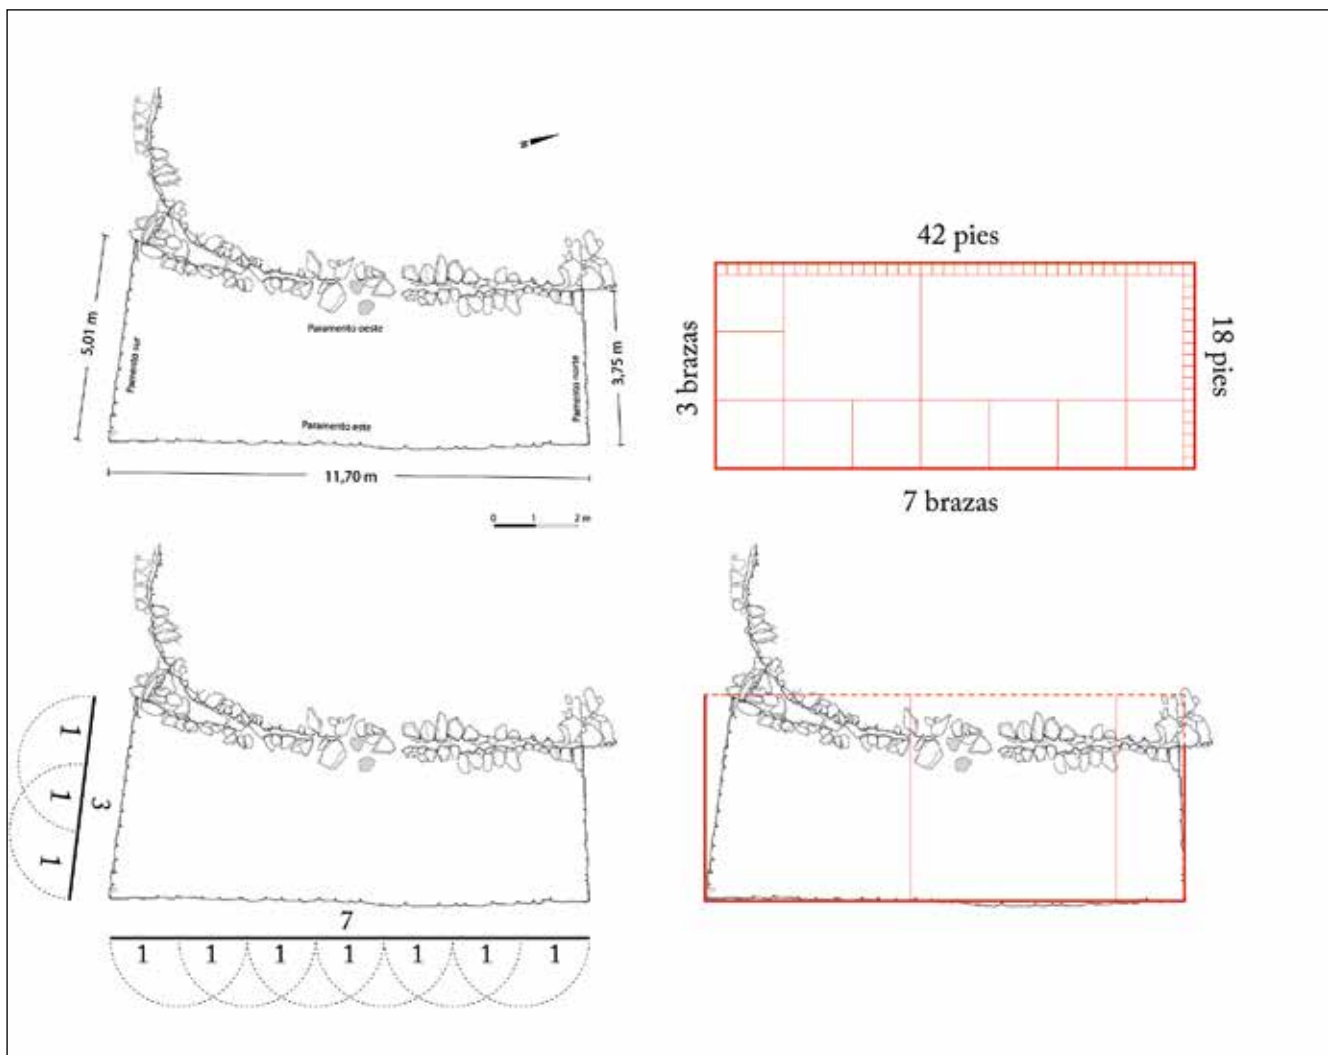 N
5,01 m
Paramento sur
Paramento oeste
Paramento norte
3,75 m
Paramento este
11,70 m
0 1 2 m
42 pies
3 brazas
18 pies
7 brazas
1
1
1
3
7
1 1 1 1 1 1 1